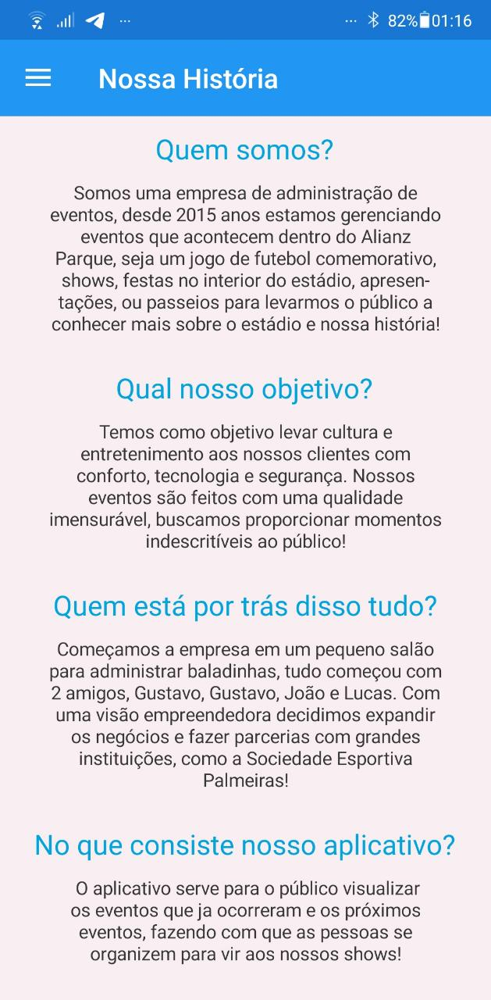 82% 01:16
Nossa História
Quem somos?
Somos uma empresa de administração de
eventos, desde 2015 anos estamos gerenciando
eventos que acontecem dentro do Alianz
Parque, seja um jogo de futebol comemorativo,
shows, festas no interior do estádio, apresen-
tações, ou passeios para levarmos o público a
conhecer mais sobre o estádio e nossa história!
Qual nosso objetivo?
Temos como objetivo levar cultura e
entretenimento aos nossos clientes com
conforto, tecnologia e segurança. Nossos
eventos são feitos com uma qualidade
imensurável, buscamos proporcionar momentos
indescritíveis ao público!
Quem está por trás disso tudo?
Começamos a empresa em um pequeno salão
para administrar baladinhas, tudo começou com
2 amigos, Gustavo, Gustavo, João e Lucas. Com
uma visão empreendedora decidimos expandir
os negócios e fazer parcerias com grandes
instituições, como a Sociedade Esportiva
Palmeiras!
No que consiste nosso aplicativo?
O aplicativo serve para o público visualizar
os eventos que ja ocorreram e os próximos
eventos, fazendo com que as pessoas se
organizem para vir aos nossos shows!